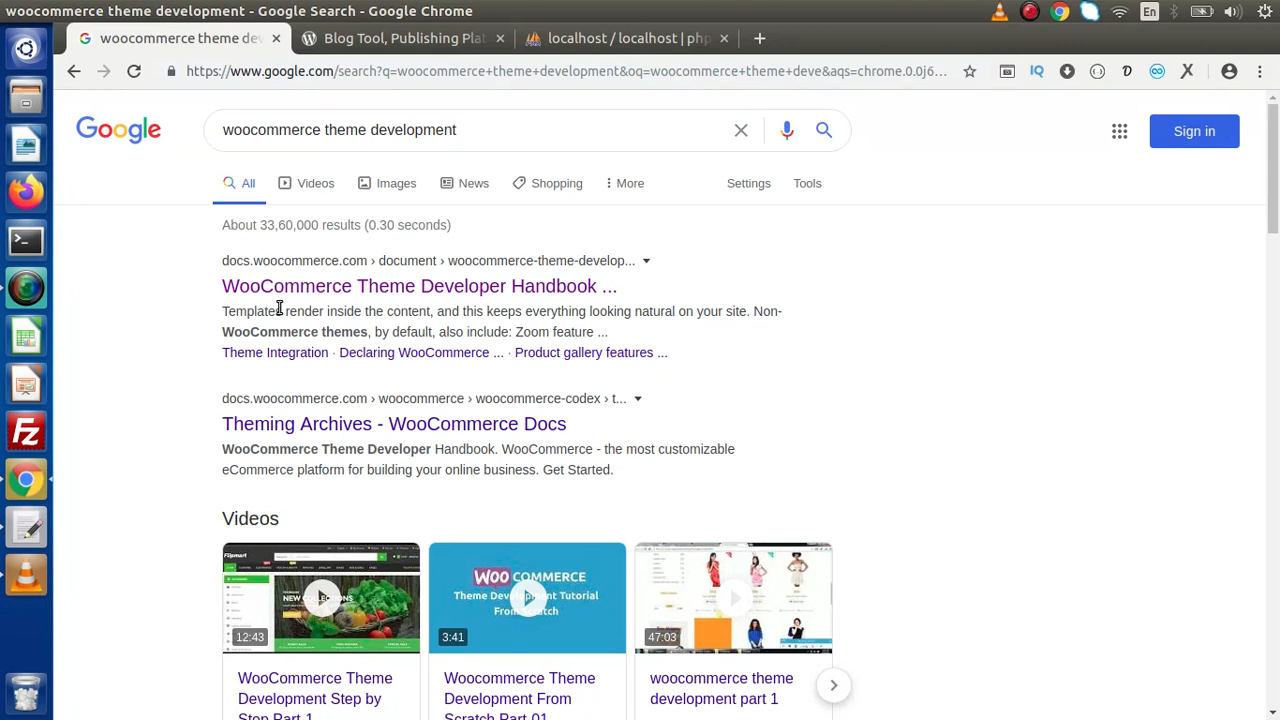 woocommerce theme development - Google Search - Google Chrome
En
woocommerce theme dev
Blog Tool, Publishing Plat
localhost / localhost | php
https://www.google.com/search?q=woocommerce+theme+development&oq=woocommerce+theme+deve&aqs=chrome.0.0j6...
IQ
Google
woocommerce theme development
Sign in
All
Videos
Images
News
Shopping
More
Settings
Tools
About 33,60,000 results (0.30 seconds)
docs.woocommerce.com › document › woocommerce-theme-develop...
WooCommerce Theme Developer Handbook ...
Templates render inside the content, and this keeps everything looking natural on your site. Non-
WooCommerce themes, by default, also include: Zoom feature ...
Theme Integration · Declaring WooCommerce ... · Product gallery features ...
docs.woocommerce.com › woocommerce › woocommerce-codex › t...
Theming Archives - WooCommerce Docs
WooCommerce Theme Developer Handbook. WooCommerce - the most customizable
eCommerce platform for building your online business. Get Started.
Videos
Flipmart
NEW COLLECTIONS
12:43
WOO COMMERCE
Theme Development Tutorial
From Scratch
3:41
47:03
WooCommerce Theme
Development Step by
Step Part 1
WooCommerce Theme
Development From
Scratch Part 01
woocommerce theme
development part 1